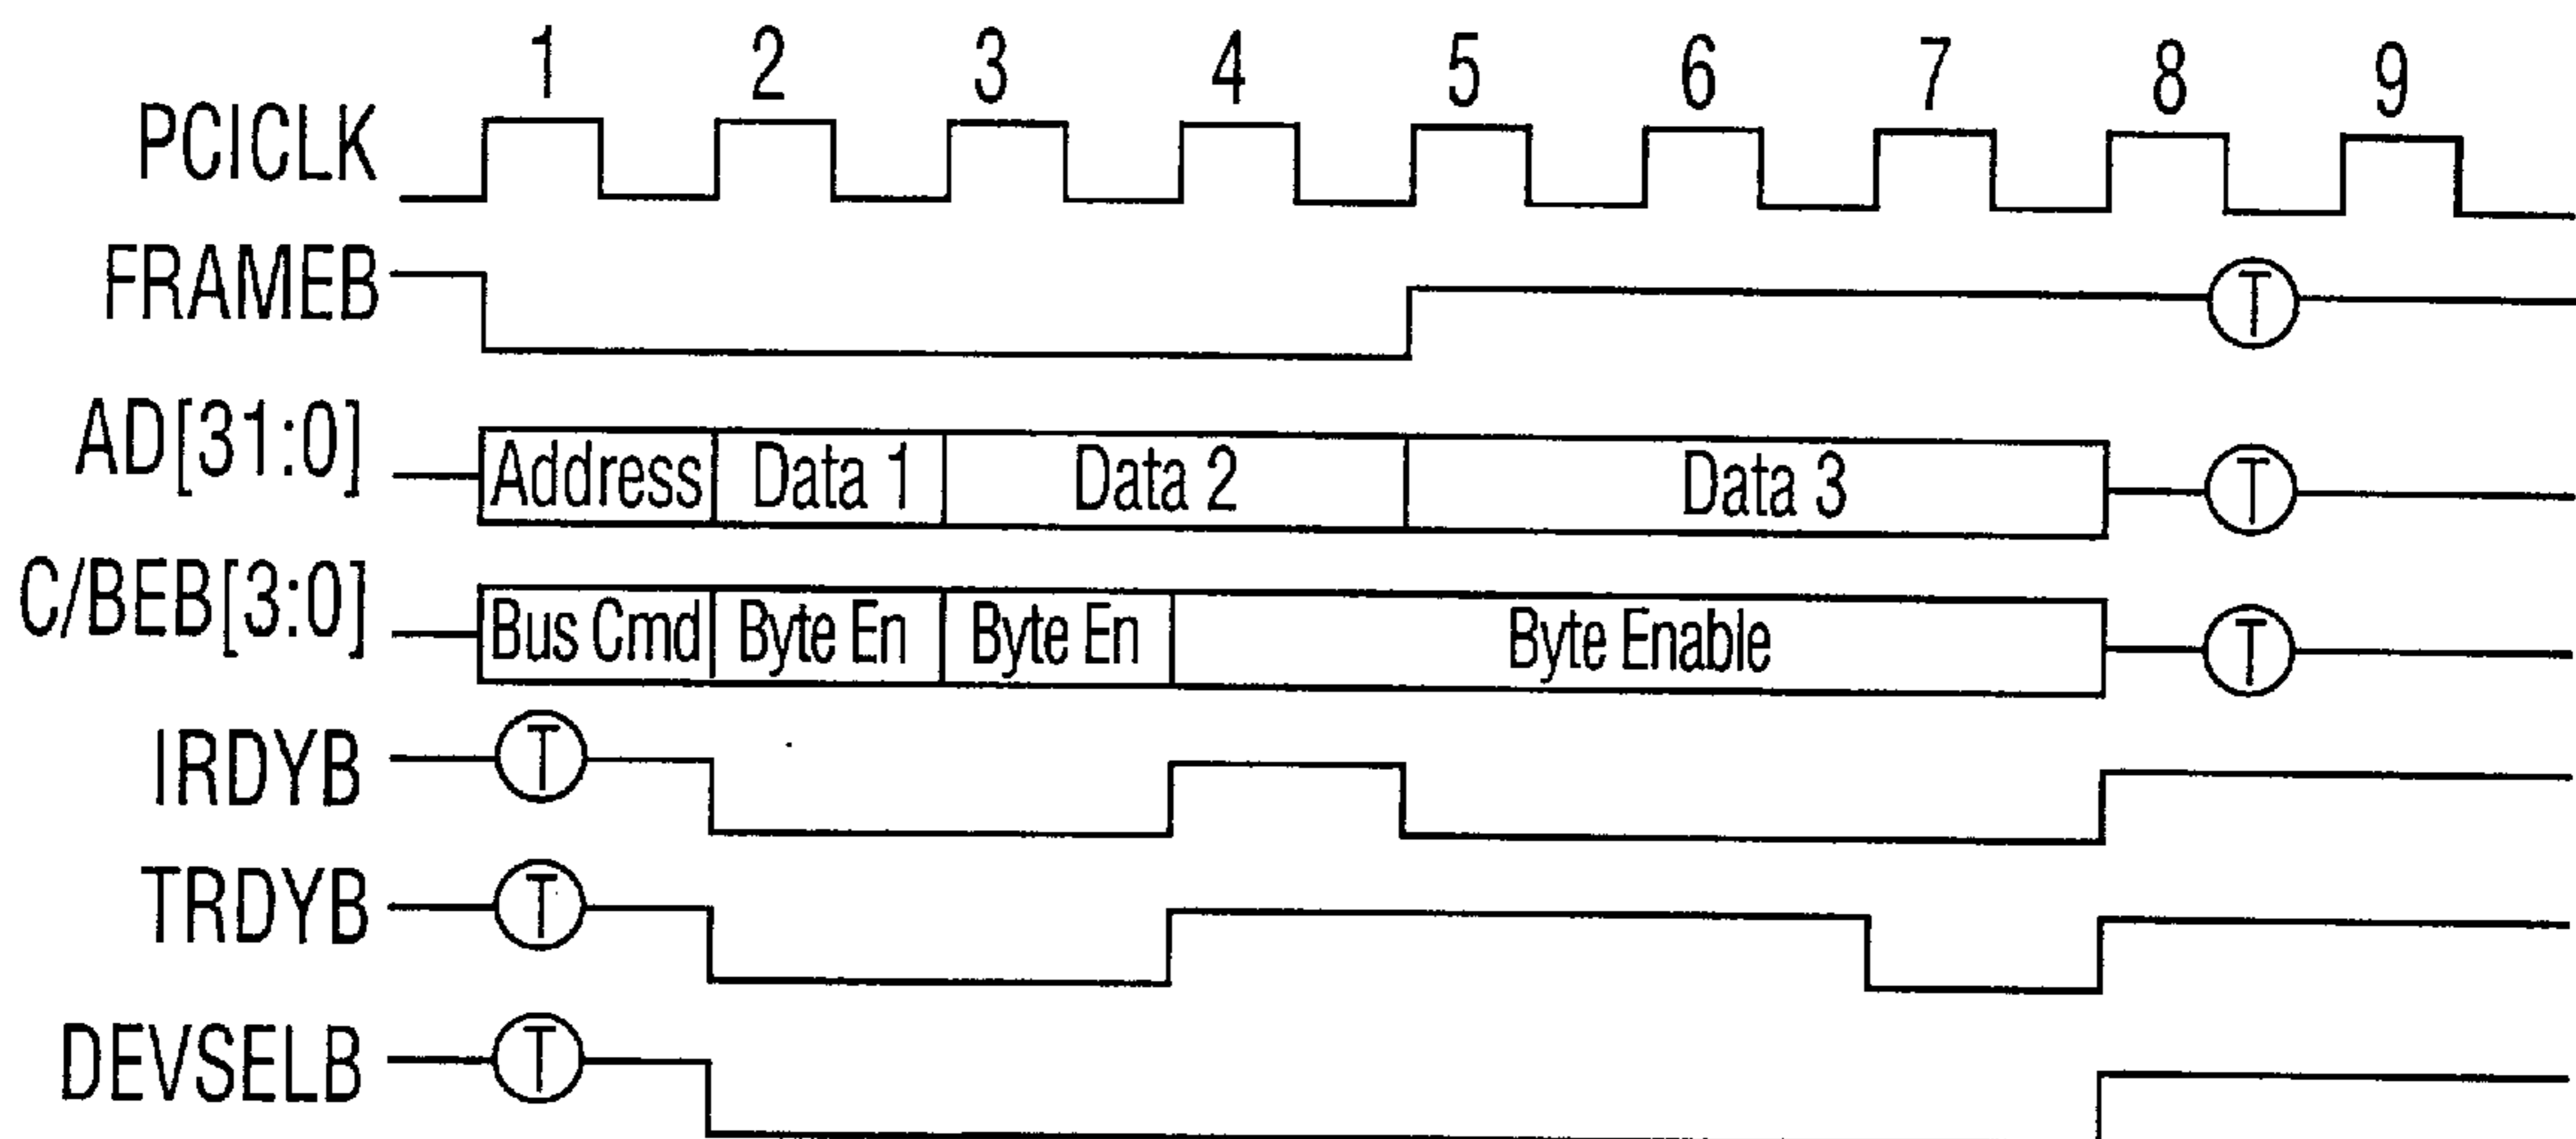 1 2 3 4 5 6 7 8 9
PCICLK
FRAMEB T
AD[31:0] Address Data 1 Data 2 Data 3 T
C/BEB[3:0] Bus Cmd Byte En Byte En Byte Enable T
IRDYB T
TRDYB T
DEVSELB T